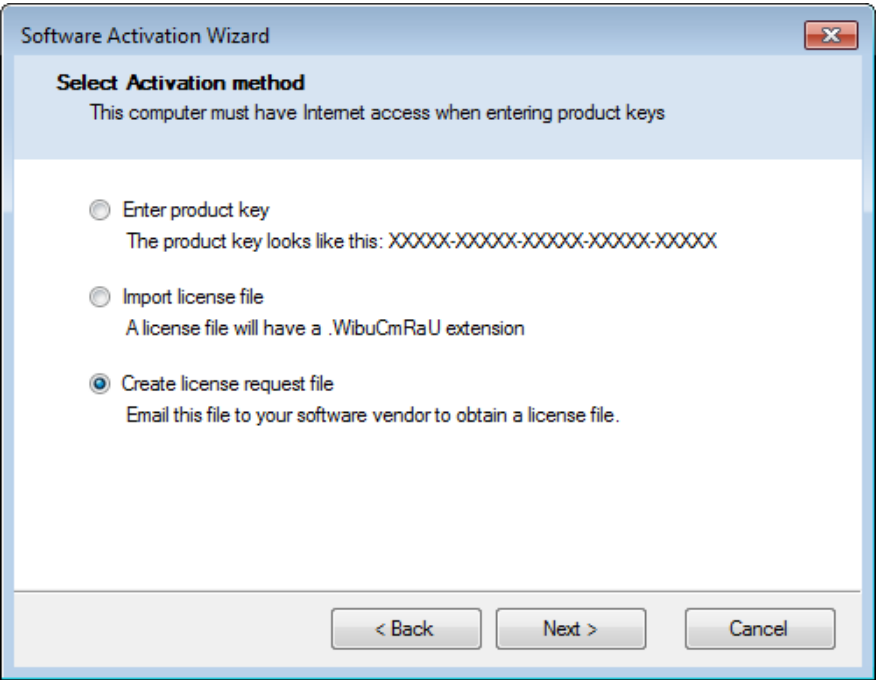 Software Activation Wizard
Select Activation method
This computer must have Internet access when entering product keys
Enter product key
The product key looks like this: XXXXX-XXXXX-XXXXX-XXXXX-XXXXX
Import license file
A license file will have a .WibuCmRaU extension
Create license request file
Email this file to your software vendor to obtain a license file.
< Back
Next >
Cancel